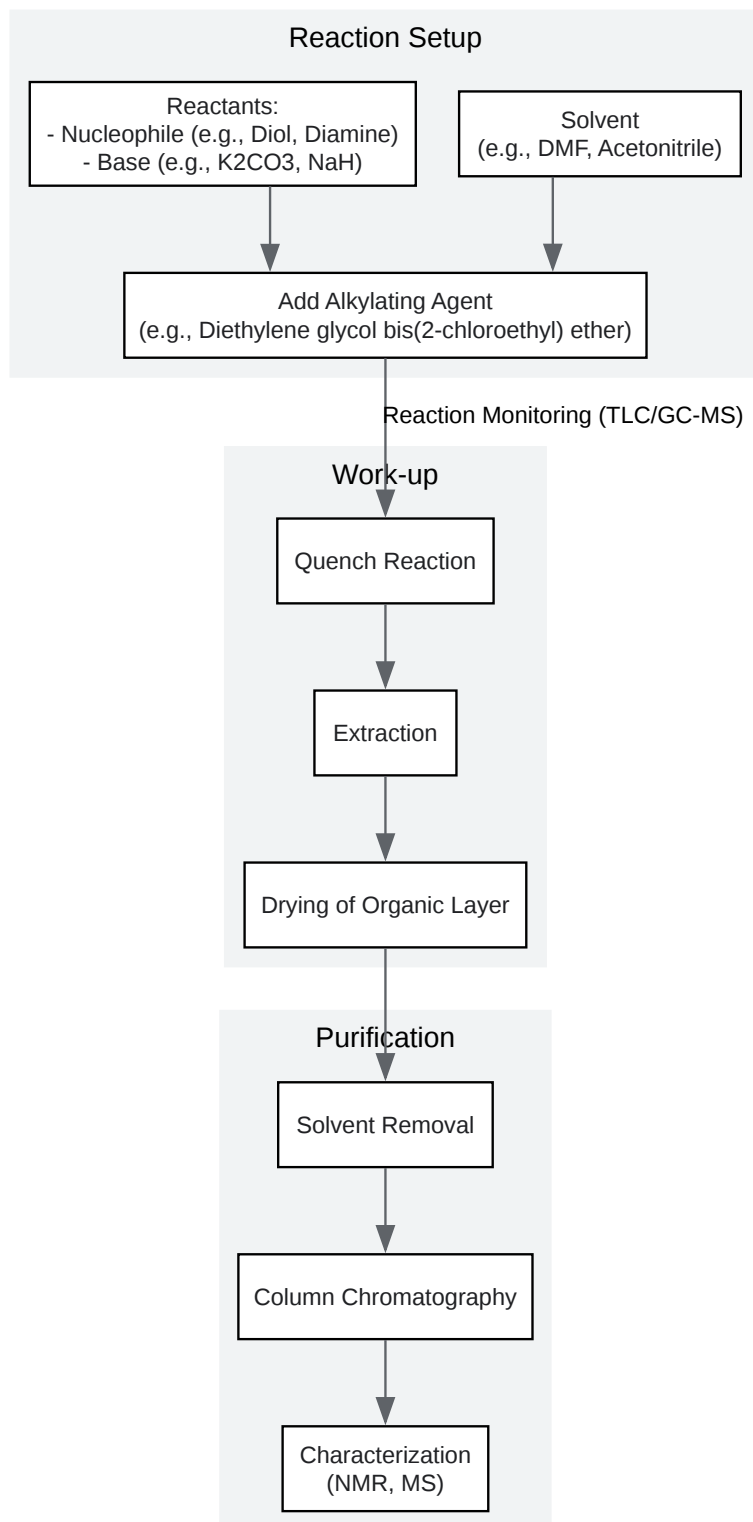 Reaction Setup
Reactants:
- Nucleophile (e.g., Diol, Diamine)
- Base (e.g., K2CO3, NaH)
Solvent
(e.g., DMF, Acetonitrile)
Add Alkylating Agent
(e.g., Diethylene glycol bis(2-chloroethyl) ether)
Reaction Monitoring (TLC/GC-MS)
Work-up
Quench Reaction
Extraction
Drying of Organic Layer
Purification
Solvent Removal
Column Chromatography
Characterization
(NMR, MS)